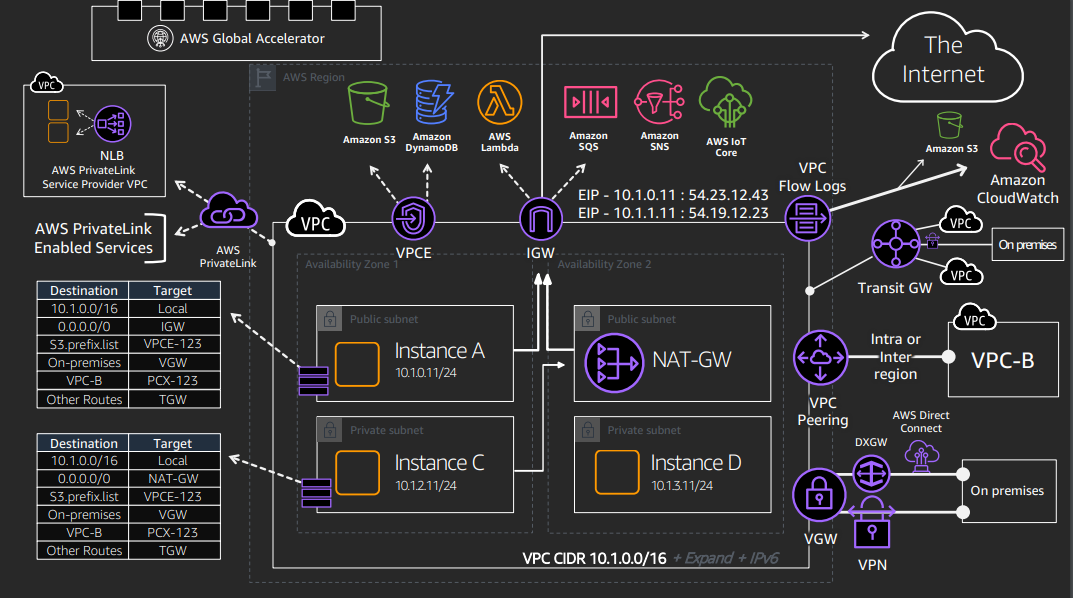 AWS Global Accelerator
The
Internet
VPC
NLB
AWS PrivateLink
Service Provider VPC
AWS Region
Amazon S3
Amazon
DynamoDB
AWS
Lambda
Amazon
SQS
Amazon
SNS
AWS IoT
Core
Amazon S3
Amazon
CloudWatch
VPC
Flow Logs
EIP - 10.1.0.11 : 54.23.12.43
EIP - 10.1.1.11 : 54.19.12.23
AWS PrivateLink
Enabled Services
AWS
PrivateLink
VPC
VPCE
IGW
VPC
On premises
VPC
Transit GW
Availability Zone 1
Availability Zone 2
Destination Target
10.1.0.0/16 Local
0.0.0.0/0 IGW
S3.prefix.list VPCE-123
On-premises VGW
VPC-B PCX-123
Other Routes TGW
Public subnet
Instance A
10.1.0.11/24
Public subnet
NAT-GW
VPC
Peering
Intra or
Inter
region
VPC
VPC-B
Destination Target
10.1.0.0/16 Local
0.0.0.0/0 NAT-GW
S3.prefix.list VPCE-123
On-premises VGW
VPC-B PCX-123
Other Routes TGW
Private subnet
Instance C
10.1.2.11/24
Private subnet
Instance D
10.1.3.11/24
AWS Direct
Connect
DXGW
On premises
VGW
VPN
VPC CIDR 10.1.0.0/16 + Expand + IPv6